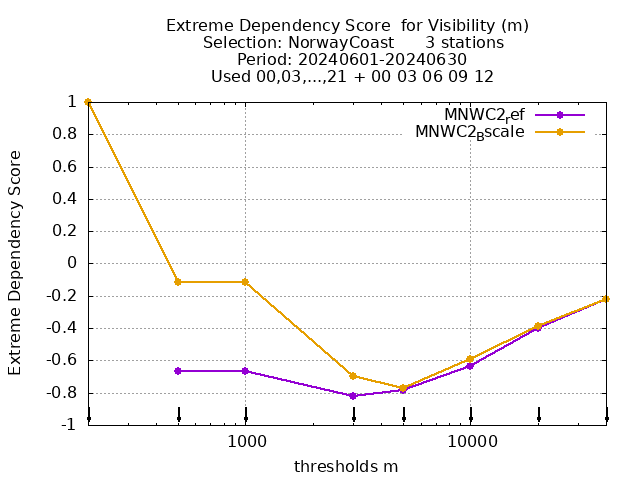 Extreme Dependency Score  for Visibility (m)
Selection: NorwayCoast      3 stations
Period: 20240601-20240630
Used 00,03,...,21 + 00 03 06 09 12
MNWC2ref
MNWC2Bscale
1
0.8
0.6
0.4
0.2
0
-0.2
-0.4
-0.6
-0.8
-1
Extreme Dependency Score
1000
10000
thresholds m